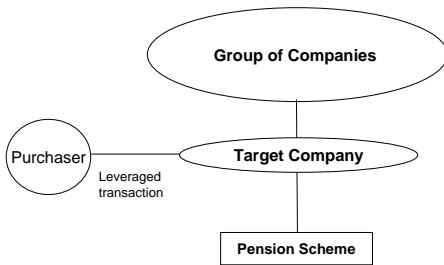 Group of Companies
Purchaser
Target Company
Leveraged
transaction
Pension Scheme